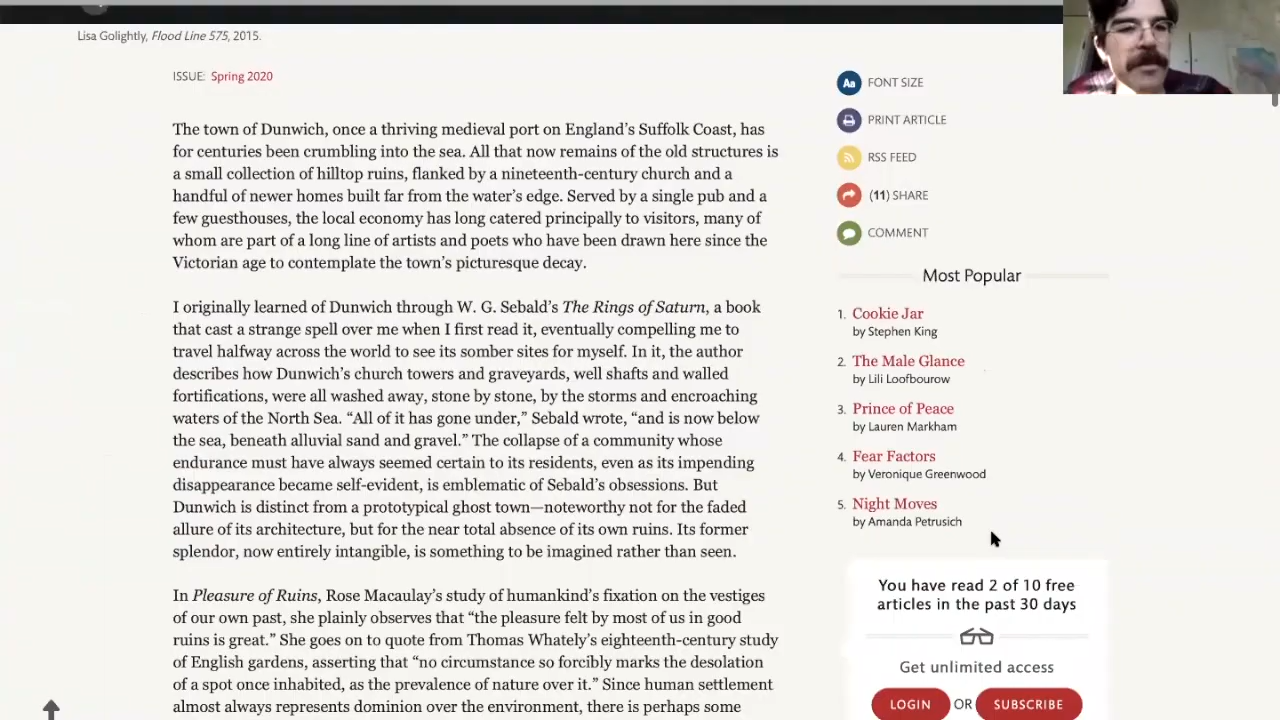 Lisa Golightly, Flood Line 575, 2015.
ISSUE: Spring 2020
The town of Dunwich, once a thriving medieval port on England’s Suffolk Coast, has
for centuries been crumbling into the sea. All that now remains of the old structures is
a small collection of hilltop ruins, flanked by a nineteenth-century church and a
handful of newer homes built far from the water’s edge. Served by a single pub and a
few guesthouses, the local economy has long catered principally to visitors, many of
whom are part of a long line of artists and poets who have been drawn here since the
Victorian age to contemplate the town’s picturesque decay.
I originally learned of Dunwich through W. G. Sebald’s The Rings of Saturn, a book
that cast a strange spell over me when I first read it, eventually compelling me to
travel halfway across the world to see its somber sites for myself. In it, the author
describes how Dunwich’s church towers and graveyards, well shafts and walled
fortifications, were all washed away, stone by stone, by the storms and encroaching
waters of the North Sea. “All of it has gone under,” Sebald wrote, “and is now below
the sea, beneath alluvial sand and gravel.” The collapse of a community whose
endurance must have always seemed certain to its residents, even as its impending
disappearance became self-evident, is emblematic of Sebald’s obsessions. But
Dunwich is distinct from a prototypical ghost town—noteworthy not for the faded
allure of its architecture, but for the near total absence of its own ruins. Its former
splendor, now entirely intangible, is something to be imagined rather than seen.
In Pleasure of Ruins, Rose Macaulay’s study of humankind’s fixation on the vestiges
of our own past, she plainly observes that “the pleasure felt by most of us in good
ruins is great.” She goes on to quote from Thomas Whately’s eighteenth-century study
of English gardens, asserting that “no circumstance so forcibly marks the desolation
of a spot once inhabited, as the prevalence of nature over it.” Since human settlement
almost always represents dominion over the environment, there is perhaps some
Aa FONT SIZE
PRINT ARTICLE
RSS FEED
(11) SHARE
COMMENT
Most Popular
1. Cookie Jar
by Stephen King
2. The Male Glance
by Lili Loofbourow
3. Prince of Peace
by Lauren Markham
4. Fear Factors
by Veronique Greenwood
5. Night Moves
by Amanda Petrusich
You have read 2 of 10 free
articles in the past 30 days
Get unlimited access
LOGIN OR SUBSCRIBE